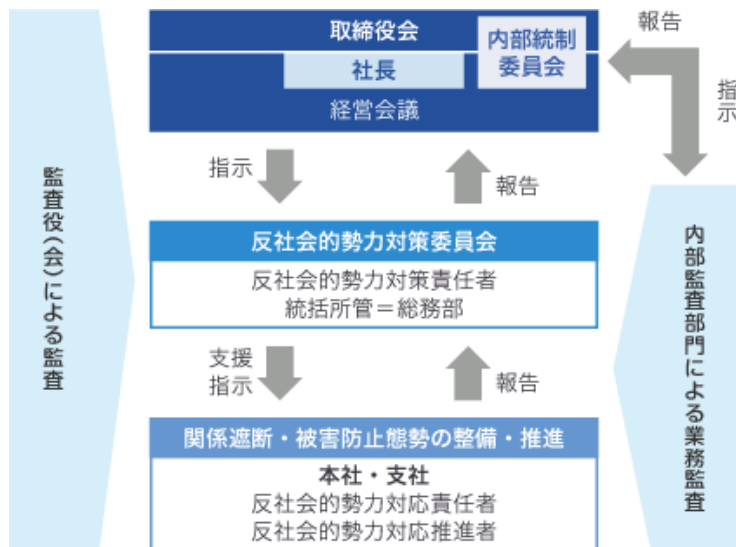 取締役会
内部統制
委員会
社長
経営会議
報告
指示
指示
報告
監査役(会)による監査
反社会的勢力対策委員会
反社会的勢力対策責任者
統括所管＝総務部
内部監査部門による業務監査
支援
指示
報告
関係遮断・被害防止態勢の整備・推進
本社・支社
反社会的勢力対応責任者
反社会的勢力対応推進者